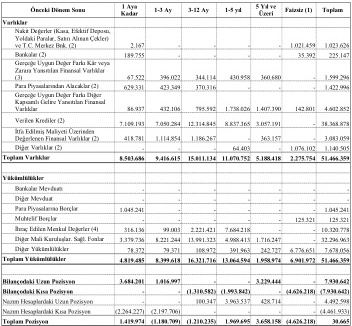 Önceki Dönem Sonu 1 Aya Kadar 1-3 Ay 3-12 Ay 1-5 yıl 5 Yıl ve Üzeri Faizsiz (1) Toplam
Varlıklar
Nakit Değerler (Kasa, Efektif Deposu,
Yoldaki Paralar, Satın Alınan Çekler)
ve T.C. Merkez Bnk. (2) 2.167 - - - - 1.021.459 1.023.626
Bankalar (2) 189.755 - - - - 35.392 225.147
Gerçeğe Uygun Değer Farkı Kâr veya
Zarara Yansıtılan Finansal Varlıklar
(3) 67.522 396.022 344.114 430.958 360.680 - 1.599.296
Para Piyasalarından Alacaklar (2) 629.331 423.349 370.316 - - - 1.422.996
Gerçeğe Uygun Değer Farkı Diğer
Kapsamlı Gelire Yansıtılan Finansal
Varlıklar 86.937 432.106 795.592 1.738.026 1.407.390 142.801 4.602.852
Verilen Krediler (2) 7.109.193 7.050.284 12.314.845 8.837.365 3.057.191 - 38.368.878
İtfa Edilmiş Maliyeti Üzerinden
Değerlenen Finansal Varlıklar (2) 418.781 1.114.854 1.186.267 - 363.157 - 3.083.059
Diğer Varlıklar (2) - - - 64.403 - 1.076.102 1.140.505
Toplam Varlıklar 8.503.686 9.416.615 15.011.134 11.070.752 5.188.418 2.275.754 51.466.359
Yükümlülükler
Bankalar Mevduatı - - - - - - -
Diğer Mevduat - - - - - - -
Para Piyasalarına Borçlar 1.045.241 - - - - - 1.045.241
Muhtelif Borçlar - - - - - 125.321 125.321
İhraç Edilen Menkul Değerler (4) 316.136 99.003 2.221.421 7.684.218 - - 10.320.778
Diğer Mali Kuruluşlar. Sağl. Fonlar 3.379.736 8.221.244 13.991.323 4.988.413 1.716.247 - 32.296.963
Diğer Yükümlülükler 78.372 79.371 108.972 391.963 242.727 6.776.651 7.678.056
Toplam Yükümlülükler 4.819.485 8.399.618 16.321.716 13.064.594 1.958.974 6.901.972 51.466.359
Bilançodaki Uzun Pozisyon 3.684.201 1.016.997 - - 3.229.444 - 7.930.642
Bilançodaki Kısa Pozisyon - - (1.310.582) (1.993.842) - (4.626.218) (7.930.642)
Nazım Hesaplardaki Uzun Pozisyon - - 100.347 3.963.537 428.714 - 4.492.598
Nazım Hesaplardaki Kısa Pozisyon (2.264.227) (2.197.706) - - - - (4.461.933)
Toplam Pozisyon 1.419.974 (1.180.709) (1.210.235) 1.969.695 3.658.158 (4.626.218) 30.665